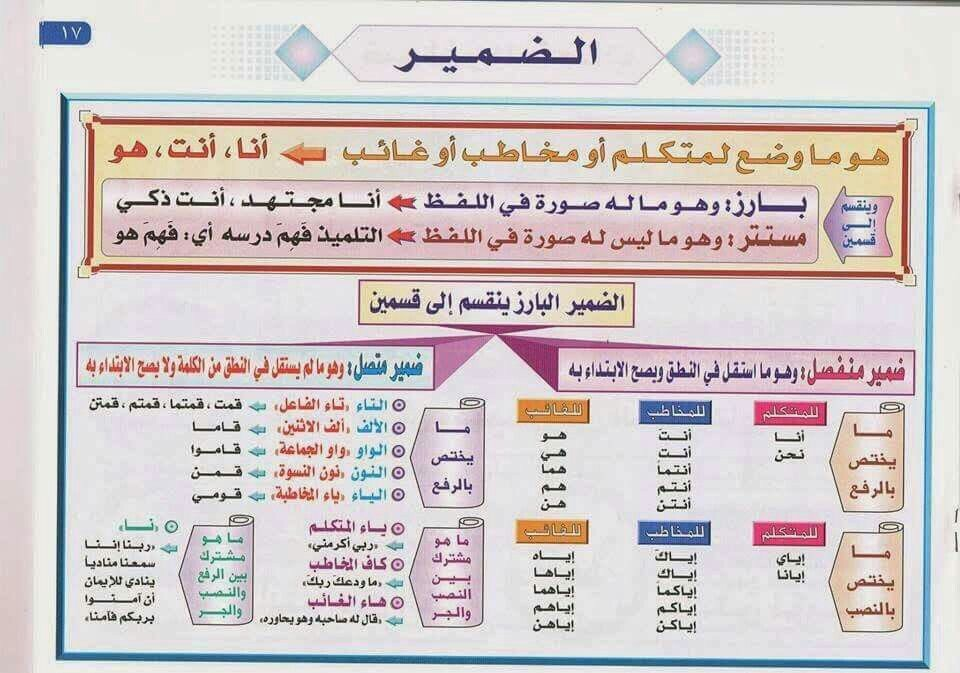 ١٧
الضمير
هو ما وضع لمتكلم أو مخاطب أو غائب ← أنا، أنت، هو
وينقسم
إلى
قسمين
بارز: وهو ما له صورة في اللفظ ← أنا مجتهد، أنت ذكي
مستتر: وهو ما ليس له صورة في اللفظ ← التلميذ فَهِمَ درسه أي: فَهِمَ هو
الضمير البارز ينقسم إلى قسمين
ضمير منفصل: وهو ما استقل في النطق ويصح الابتداء به
ما
يختص
بالرفع
للمتكلم
أنا
نحن
للمخاطب
أنتَ
أنتِ
أنتما
أنتم
أنتن
للغائب
هو
هي
هما
هم
هن
ما
يختص
بالنصب
للمتكلم
إياي
إيانا
للمخاطب
إياكَ
إياكِ
إياكما
إياكم
إياكن
للغائب
إياه
إياها
إياهما
إياهم
إياهن
ضمير متصل: وهو ما لم يستقل في النطق من الكلمة ولا يصح الابتداء به
ما
يختص
بالرفع
التاء «تاء الفاعل» ← قمت، قمتما، قمتم، قمتن
الألف «ألف الاثنين» ← قاما
الواو «واو الجماعة» ← قاموا
النون «نون النسوة» ← قمن
الياء «ياء المخاطبة» ← قومي
ما هو
مشترك
بين
النصب
والجر
ياء المتكلم
← «ربي أكرمني»
كاف المخاطب
← «ما ودعك ربك»
هاء الغائب
← «قال له صاحبه وهو يحاوره»
ما هو
مشترك
بين الرفع
والنصب
والجر
«نا»
← «ربنا إننا
سمعنا مناديا
ينادي للإيمان
أن آمنوا
بربكم فآمنا»